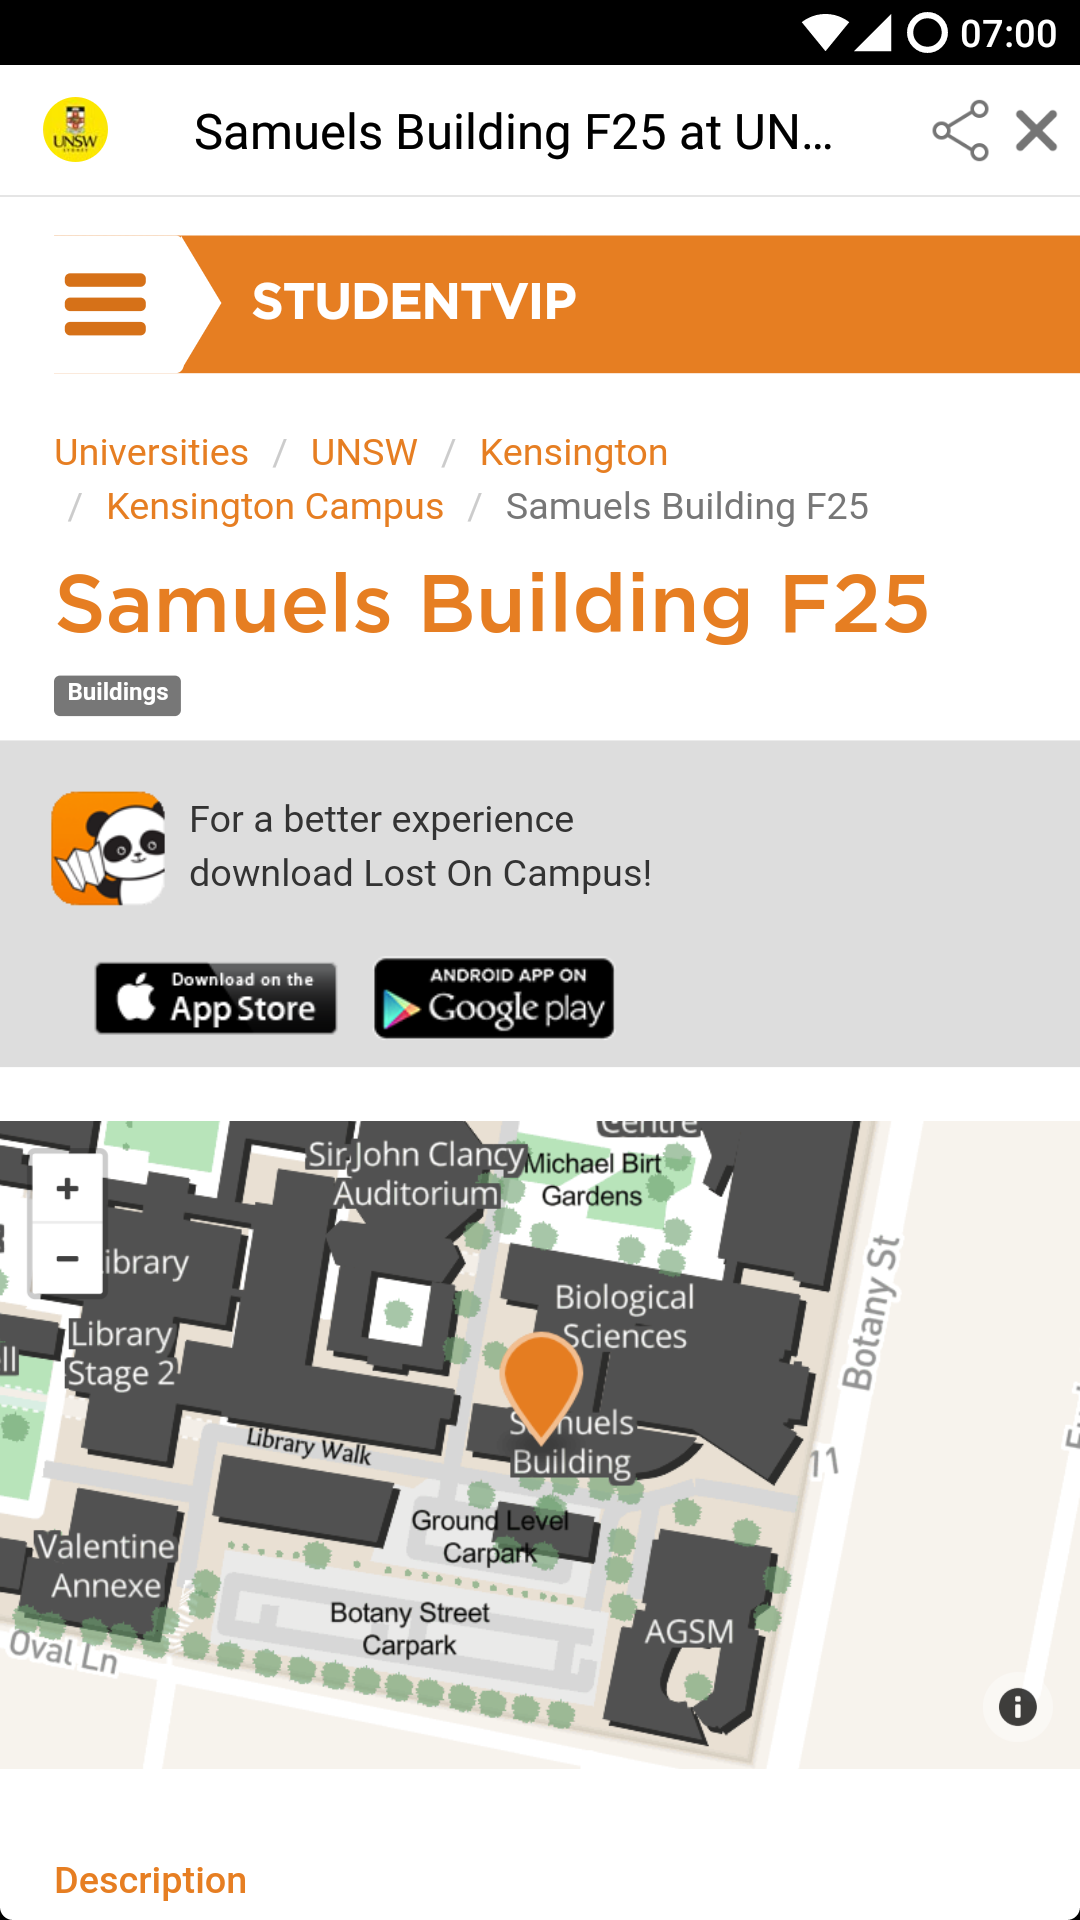 07:00
UNSW
Samuels Building F25 at UN...
STUDENTVIP
Universities / UNSW / Kensington
/ Kensington Campus / Samuels Building F25
Samuels Building F25
Buildings
For a better experience
download Lost On Campus!
Download on the
App Store
ANDROID APP ON
Google play
Centre
Sir John Clancy
Auditorium
Michael Birt
Gardens
+
−
Library
Biological
Sciences
Botany St
Library
Stage 2
Samuels
Building
Library Walk
11
Ground Level
Carpark
Valentine
Annexe
Botany Street
Carpark
AGSM
Oval Ln
Description